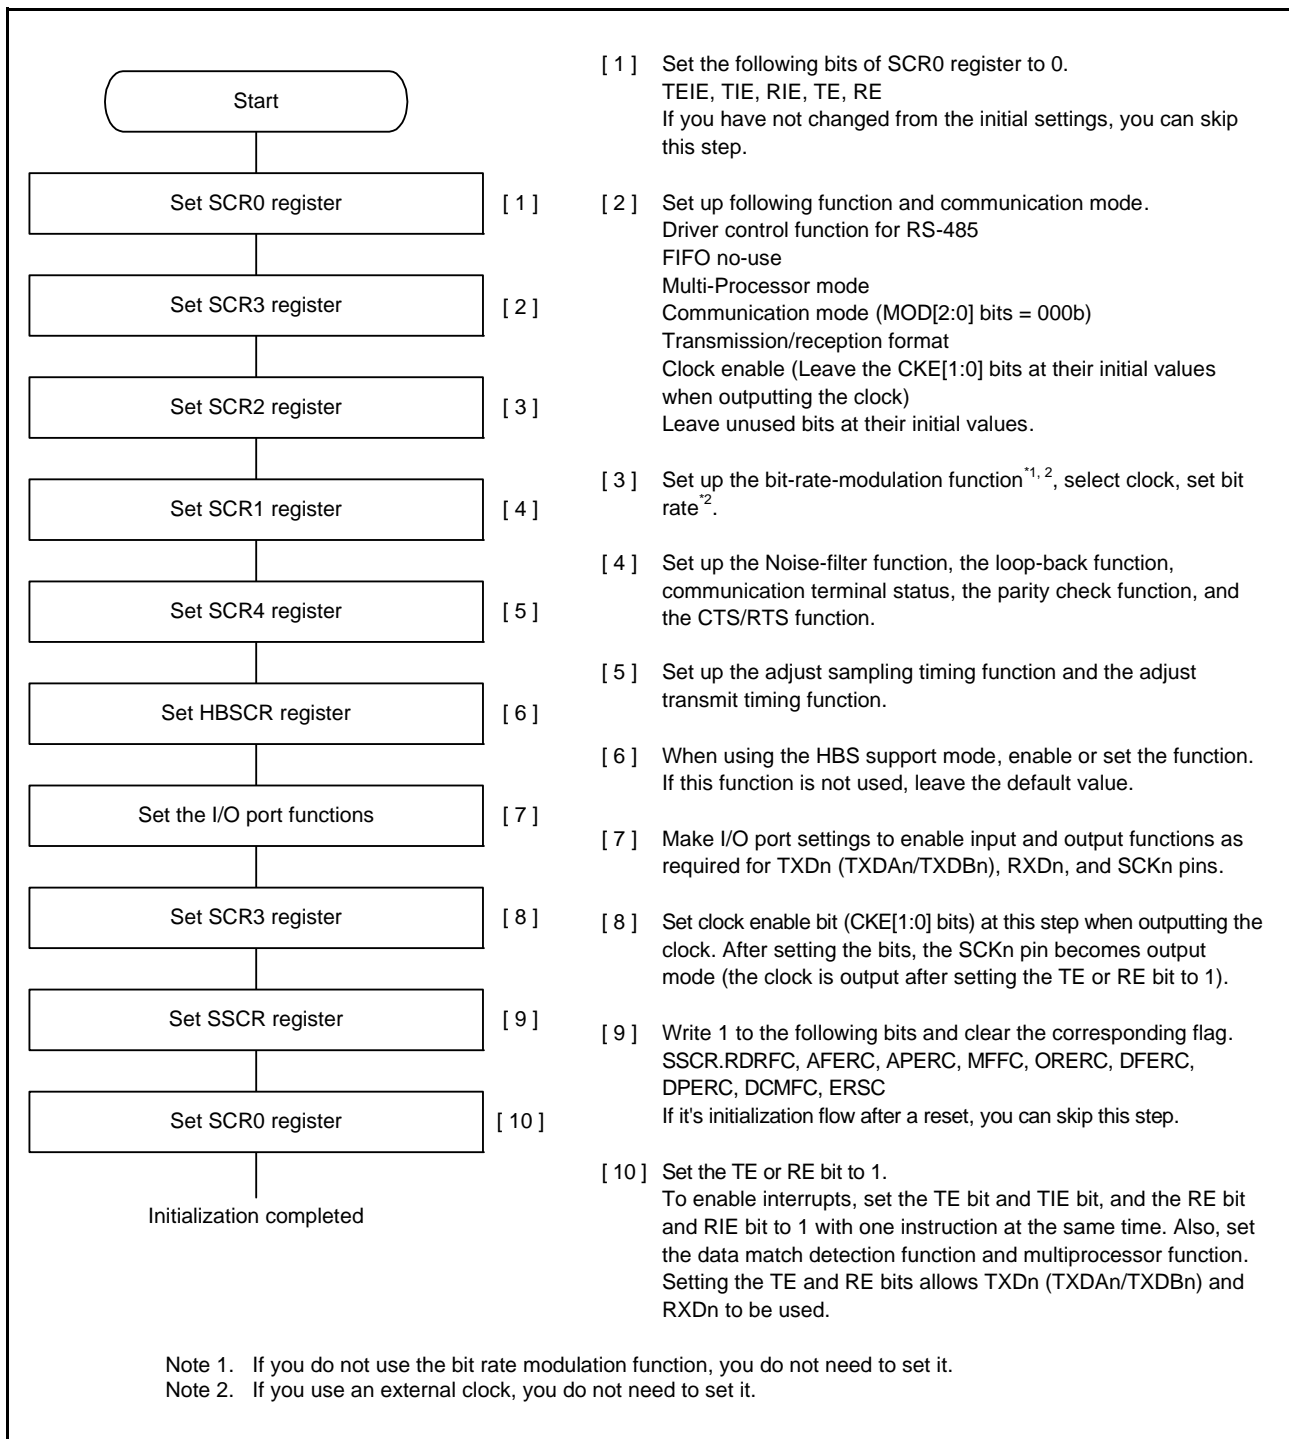 Start
Set SCR0 register [ 1 ]
Set SCR3 register [ 2 ]
Set SCR2 register [ 3 ]
Set SCR1 register [ 4 ]
Set SCR4 register [ 5 ]
Set HBSCR register [ 6 ]
Set the I/O port functions [ 7 ]
Set SCR3 register [ 8 ]
Set SSCR register [ 9 ]
Set SCR0 register [ 10 ]
Initialization completed
[ 1 ] Set the following bits of SCR0 register to 0.
TEIE, TIE, RIE, TE, RE
If you have not changed from the initial settings, you can skip
this step.
[ 2 ] Set up following function and communication mode.
Driver control function for RS-485
FIFO no-use
Multi-Processor mode
Communication mode (MOD[2:0] bits = 000b)
Transmission/reception format
Clock enable (Leave the CKE[1:0] bits at their initial values
when outputting the clock)
Leave unused bits at their initial values.
[ 3 ] Set up the bit-rate-modulation function*1, 2, select clock, set bit
rate*2.
[ 4 ] Set up the Noise-filter function, the loop-back function,
communication terminal status, the parity check function, and
the CTS/RTS function.
[ 5 ] Set up the adjust sampling timing function and the adjust
transmit timing function.
[ 6 ] When using the HBS support mode, enable or set the function.
If this function is not used, leave the default value.
[ 7 ] Make I/O port settings to enable input and output functions as
required for TXDn (TXDAn/TXDBn), RXDn, and SCKn pins.
[ 8 ] Set clock enable bit (CKE[1:0] bits) at this step when outputting the
clock. After setting the bits, the SCKn pin becomes output
mode (the clock is output after setting the TE or RE bit to 1).
[ 9 ] Write 1 to the following bits and clear the corresponding flag.
SSCR.RDRFC, AFERC, APERC, MFFC, ORERC, DFERC,
DPERC, DCMFC, ERSC
If it's initialization flow after a reset, you can skip this step.
[ 10 ] Set the TE or RE bit to 1.
To enable interrupts, set the TE bit and TIE bit, and the RE bit
and RIE bit to 1 with one instruction at the same time. Also, set
the data match detection function and multiprocessor function.
Setting the TE and RE bits allows TXDn (TXDAn/TXDBn) and
RXDn to be used.
Note 1. If you do not use the bit rate modulation function, you do not need to set it.
Note 2. If you use an external clock, you do not need to set it.